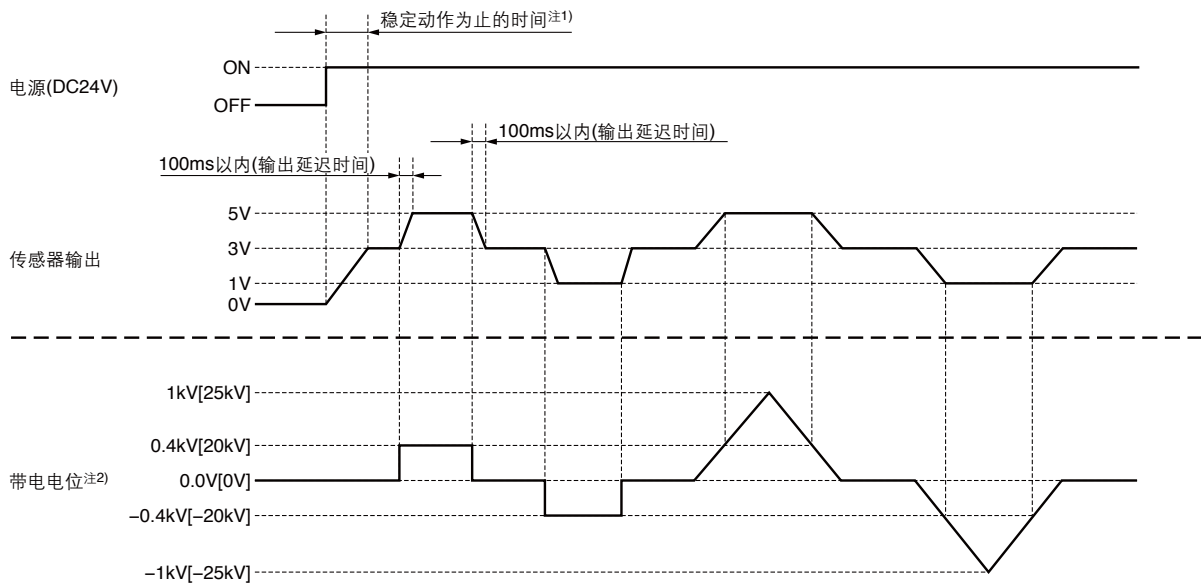 稳定动作为止的时间注1)
电源(DC24V)
ON
OFF
100ms以内(输出延迟时间)
100ms以内(输出延迟时间)
传感器输出
5V
3V
1V
0V
带电电位注2)
1kV[25kV]
0.4kV[20kV]
0.0V[0V]
−0.4kV[−20kV]
−1kV[−25kV]